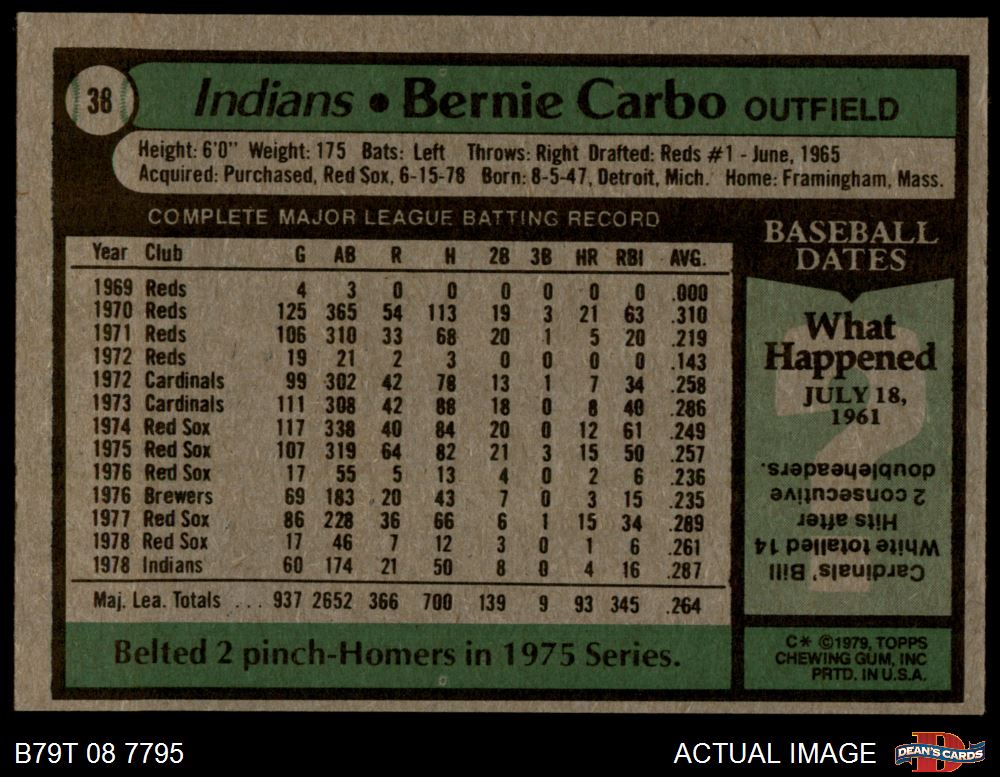 38
Indians • Bernie Carbo OUTFIELD
Height: 6'0" Weight: 175 Bats: Left Throws: Right Drafted: Reds #1 - June, 1965
Acquired: Purchased, Red Sox, 6-15-78 Born: 8-5-47, Detroit, Mich. Home: Framingham, Mass.
COMPLETE MAJOR LEAGUE BATTING RECORD
Year Club G AB R H 2B 3B HR RBI AVG.
1969 Reds 4 3 0 0 0 0 0 0 .000
1970 Reds 125 365 54 113 19 3 21 63 .310
1971 Reds 106 310 33 68 20 1 5 20 .219
1972 Reds 19 21 2 3 0 0 0 0 .143
1972 Cardinals 99 302 42 78 13 1 7 34 .258
1973 Cardinals 111 308 42 88 18 0 8 40 .286
1974 Red Sox 117 338 40 84 20 0 12 61 .249
1975 Red Sox 107 319 64 82 21 3 15 50 .257
1976 Red Sox 17 55 5 13 4 0 2 6 .236
1976 Brewers 69 183 20 43 7 0 3 15 .235
1977 Red Sox 86 228 36 66 6 1 15 34 .289
1978 Red Sox 17 46 7 12 3 0 1 6 .261
1978 Indians 60 174 21 50 8 0 4 16 .287
Maj. Lea. Totals ... 937 2652 366 700 139 9 93 345 .264
Belted 2 pinch-Homers in 1975 Series.
BASEBALL
DATES
What
Happened
JULY 18,
1961
Cardinals' Bill
White totalled 14
Hits after
2 consecutive
doubleheaders.
C* ©1979, TOPPS
CHEWING GUM, INC
PRTD. IN U.S.A.
B79T 08 7795
ACTUAL IMAGE
DEAN'S CARDS